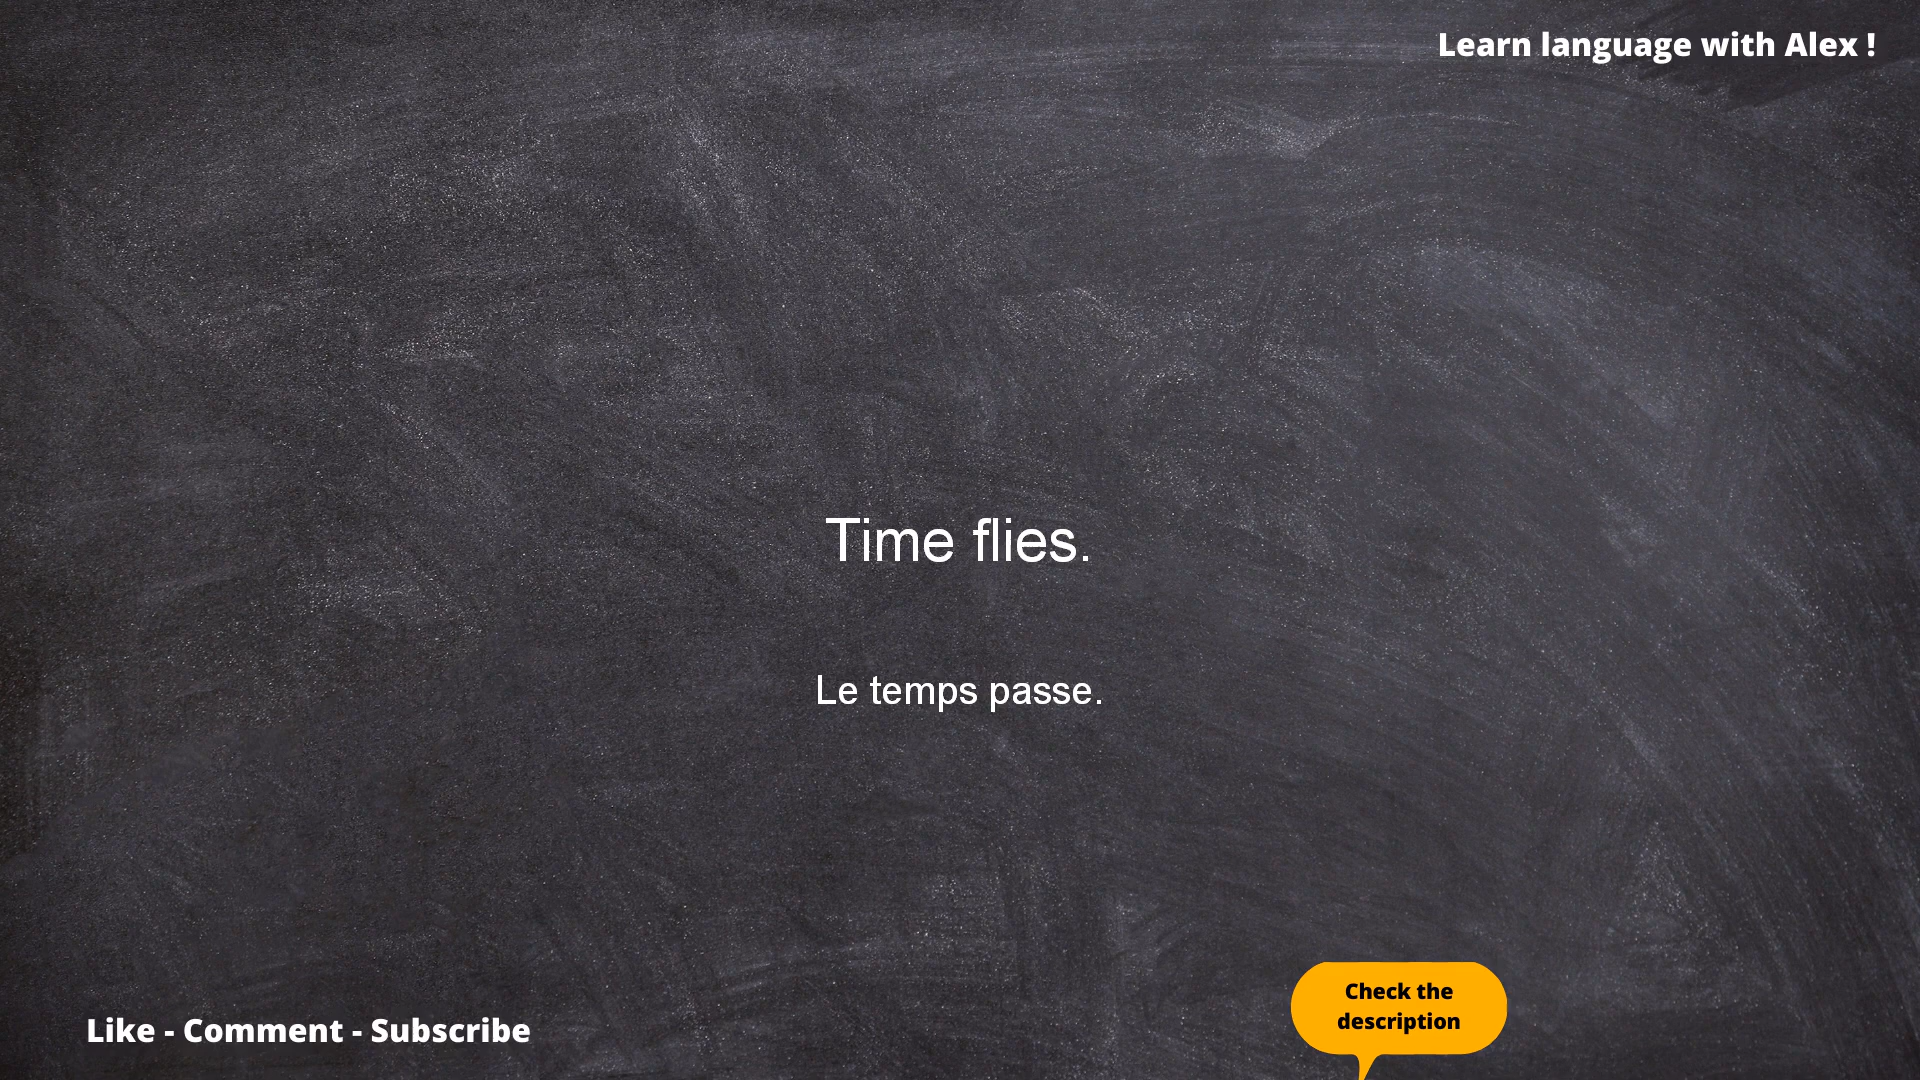 Learn language with Alex !
Time flies.
Le temps passe.
Check the
description
Like - Comment - Subscribe